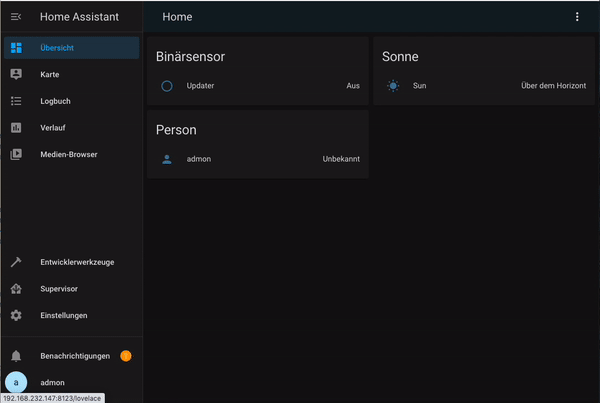 Home Assistant
Home
Übersicht
Karte
Logbuch
Verlauf
Medien-Browser
Binärsensor
Updater Aus
Sonne
Sun Über dem Horizont
Person
admon Unbekannt
Entwicklerwerkzeuge
Supervisor
Einstellungen
Benachrichtigungen
a admon
192.168.232.147:8123/lovelace